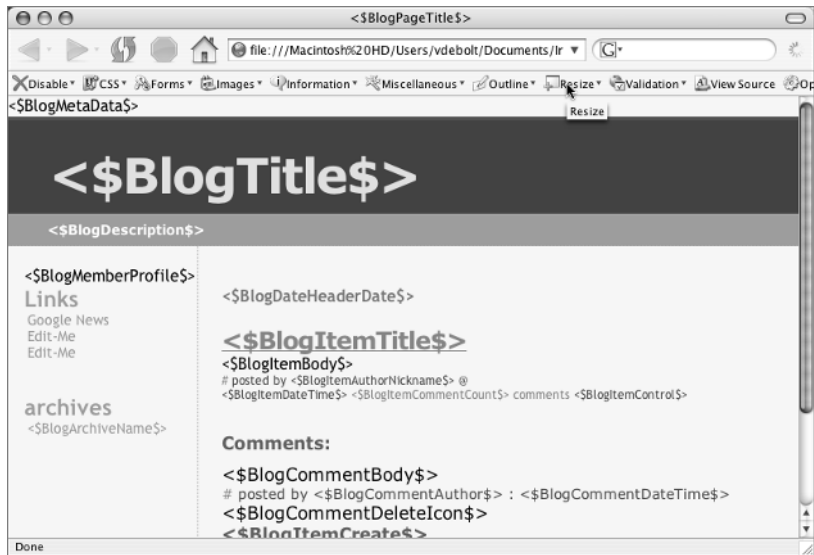 <$BlogPageTitle$>
file:///Macintosh%20HD/Users/vdebolt/Documents/Ir
G
Disable CSS Forms Images Information Miscellaneous Outline Resize Validation View Source Op
<$BlogMetaData$>
Resize
<$BlogTitle$>
<$BlogDescription$>
<$BlogMemberProfile$>
Links
Google News
Edit-Me
Edit-Me
archives
<$BlogArchiveName$>
<$BlogDateHeaderDate$>
<$BlogItemTitle$>
<$BlogItemBody$>
# posted by <$BlogItemAuthorNickname$> @
<$BlogItemDateTime$> <$BlogItemCommentCount$> comments <$BlogItemControl$>
Comments:
<$BlogCommentBody$>
# posted by <$BlogCommentAuthor$> : <$BlogCommentDateTime$>
<$BlogCommentDeleteIcon$>
<$BlogItemCreate$>
Done